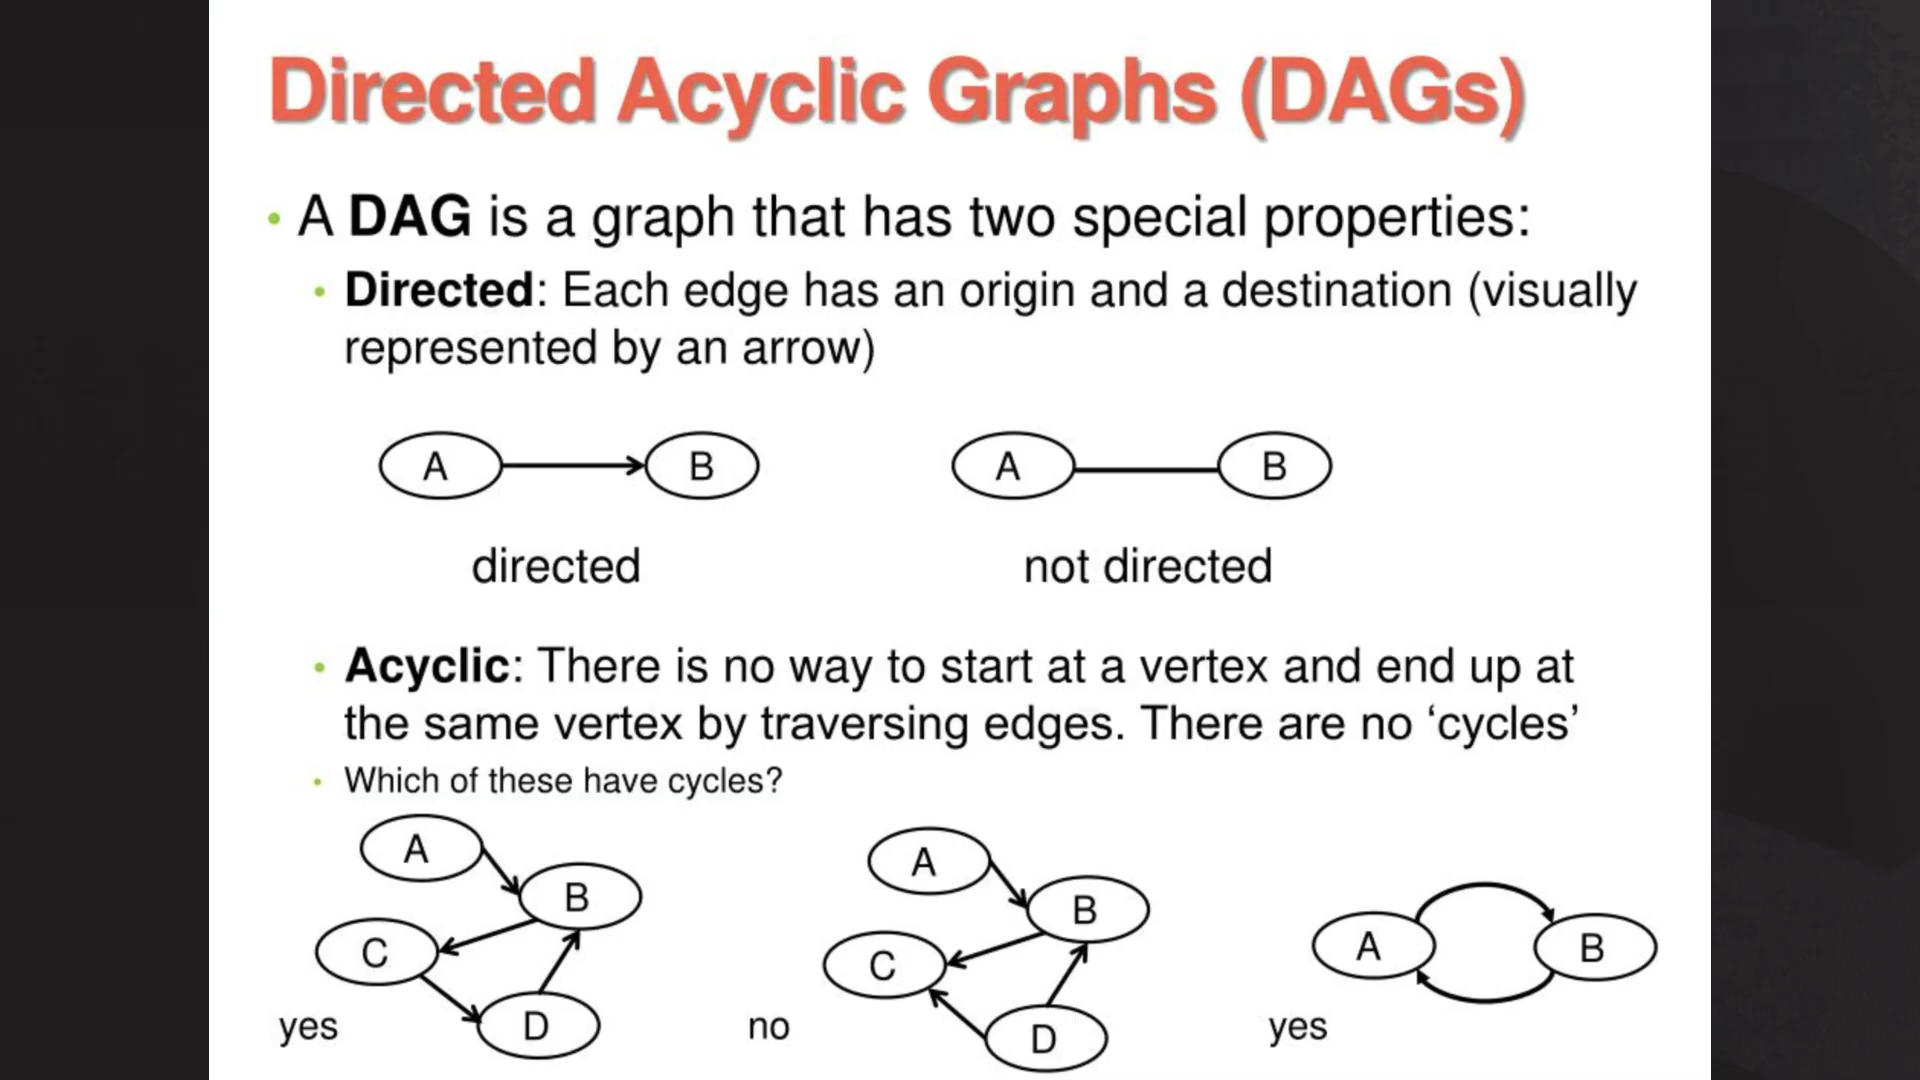 Directed Acyclic Graphs (DAGs)
• A DAG is a graph that has two special properties:
• Directed: Each edge has an origin and a destination (visually
represented by an arrow)
A B A B
directed not directed
• Acyclic: There is no way to start at a vertex and end up at
the same vertex by traversing edges. There are no ‘cycles’
• Which of these have cycles?
A B C D
yes
A B C D
no
A B
yes